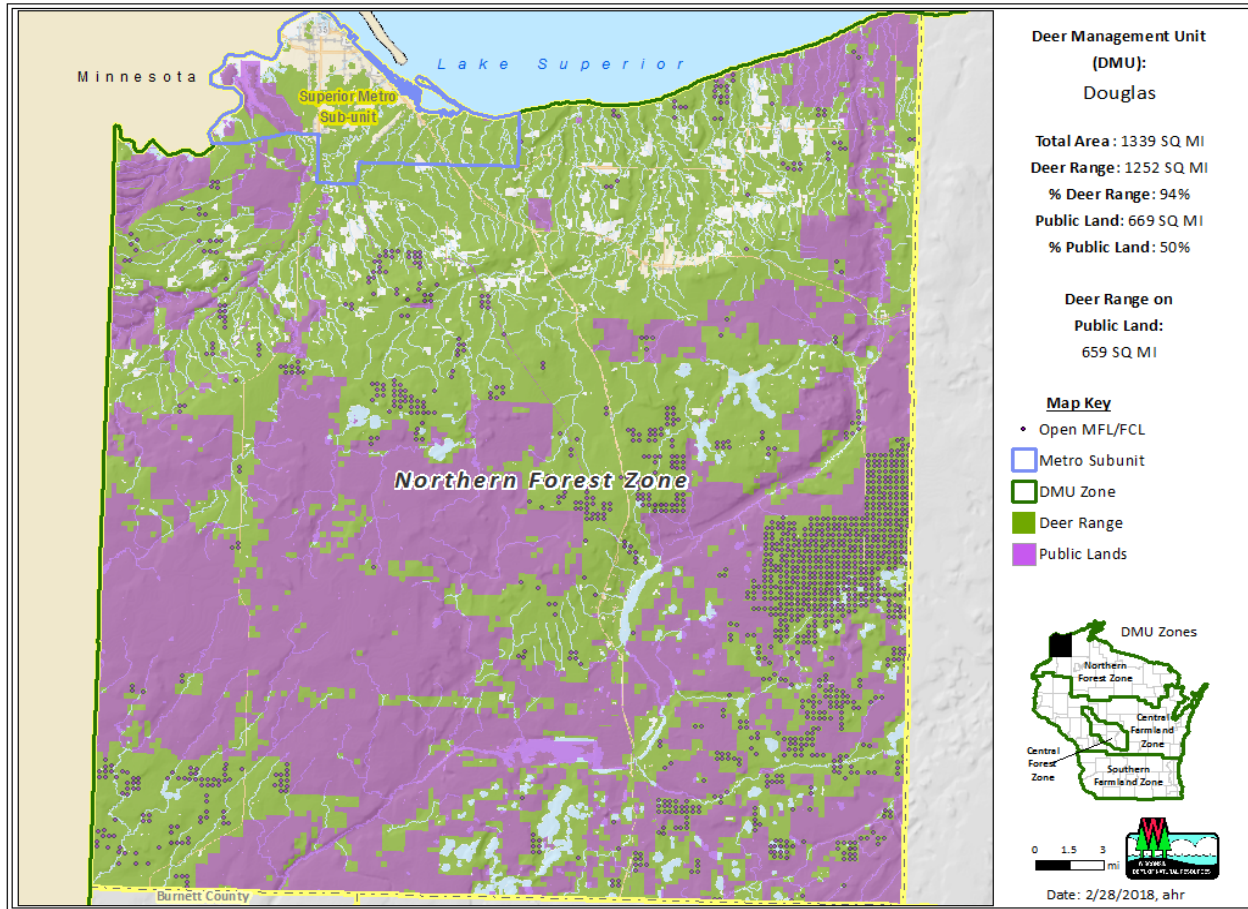 Minnesota
Lake Superior
Superior Metro
Sub-unit
Northern Forest Zone
Burnett County
Deer Management Unit
(DMU):
Douglas
Total Area : 1339 SQ MI
Deer Range: 1252 SQ MI
% Deer Range: 94%
Public Land: 669 SQ MI
% Public Land: 50%
Deer Range on
Public Land:
659 SQ MI
Map Key
Open MFL/FCL
Metro Subunit
DMU Zone
Deer Range
Public Lands
DMU Zones
Northern
Forest Zone
Central
Farmland
Zone
Central
Forest
Zone
Southern
Farmland Zone
0 1.5 3
mi
W
DEPT. OF NATURAL RESOURCES
Date: 2/28/2018, ahr